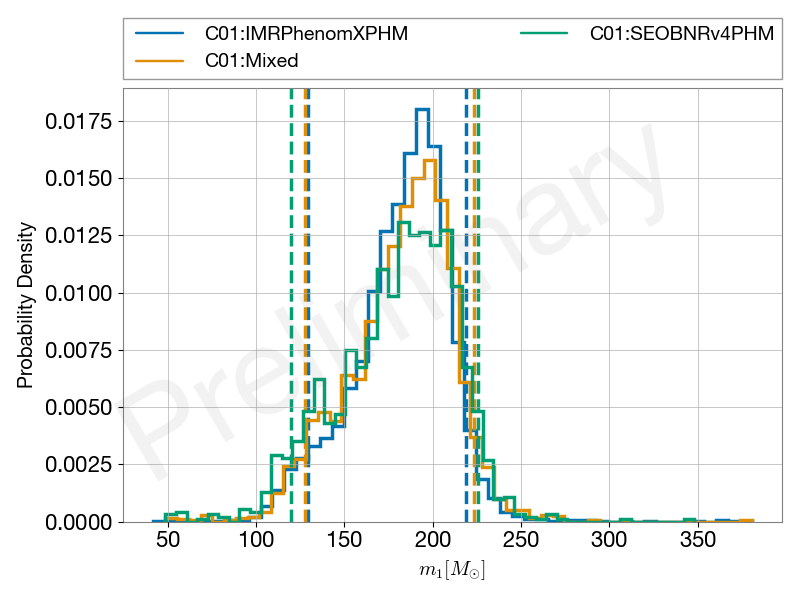 C01:IMRPhenomXPHM
C01:Mixed
C01:SEOBNRv4PHM
0.0175
0.0150
0.0125
0.0100
0.0075
0.0050
0.0025
0.0000
Probability Density
Preliminary
50 100 150 200 250 300 350
m₁[M☉]